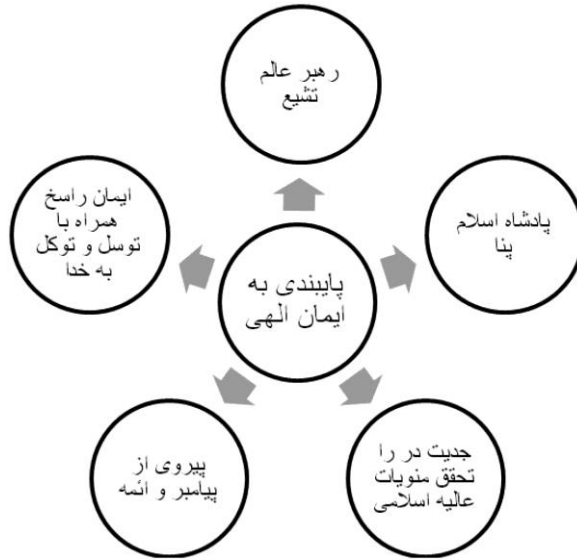 رهبر عالم
تشیع
پادشاه اسلام
پنا
جدیت در را
تحقق منویات
عالیه اسلامی
پیروی از
پیامبر و ائمه
ایمان راسخ
همراه با
توسل و توکل
به خدا
پایبندی به
ایمان الهی